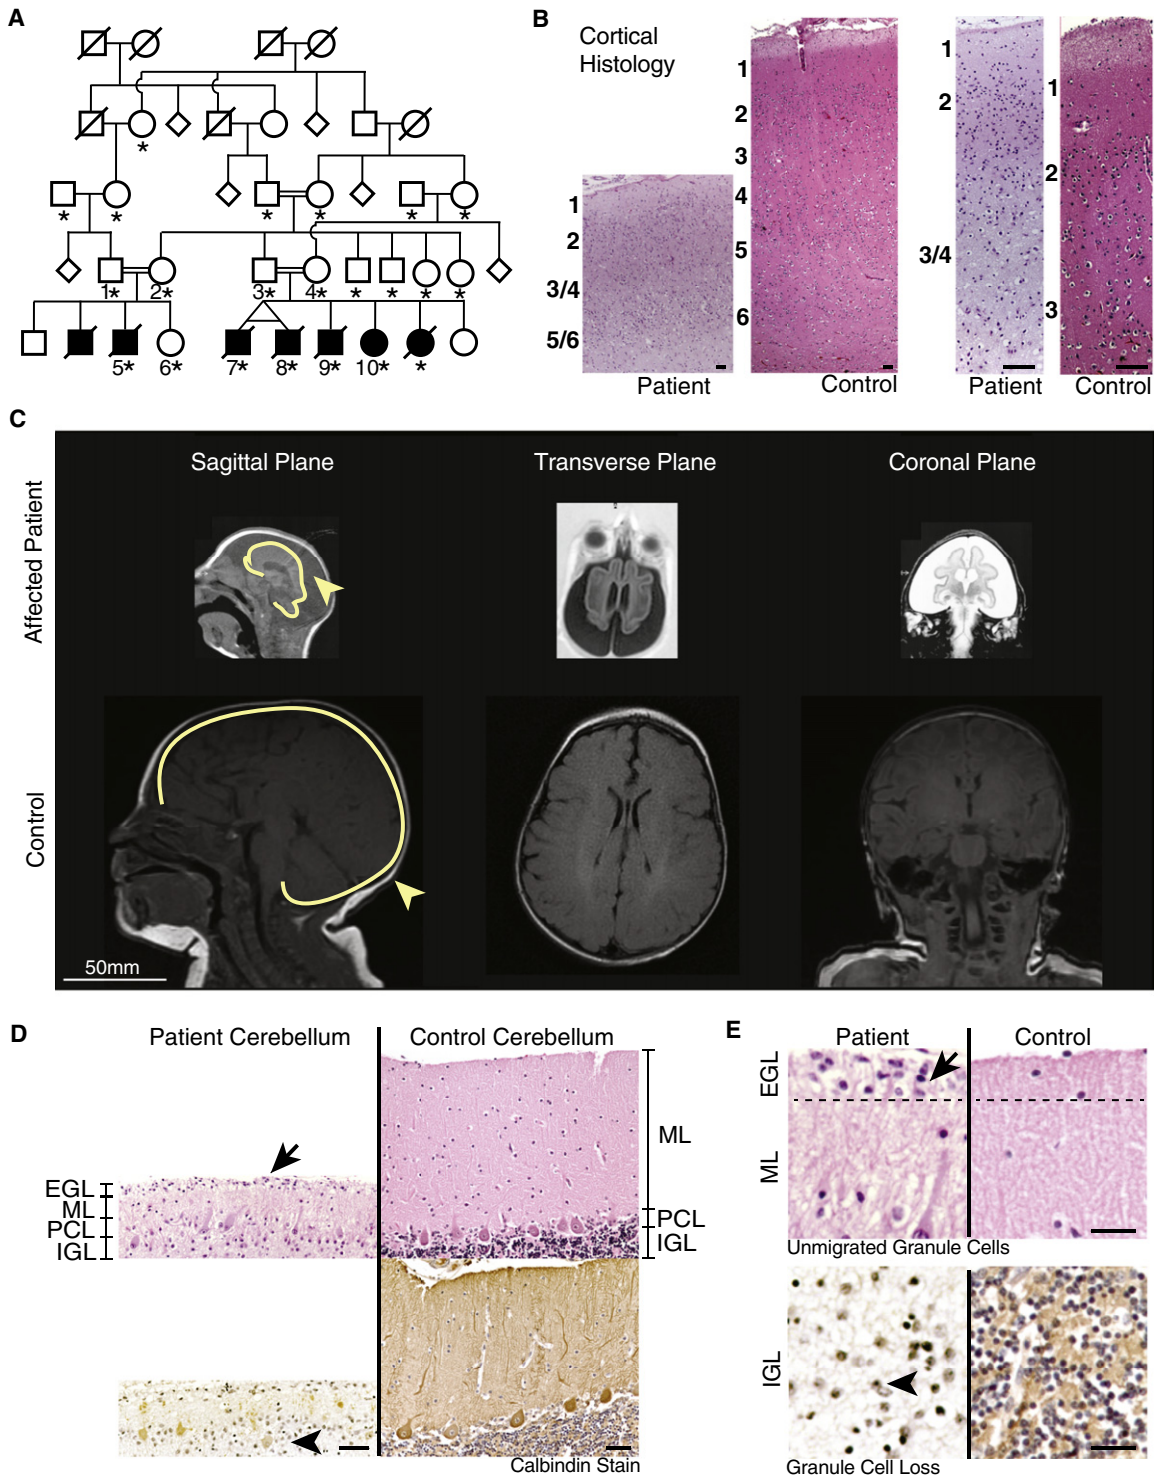 A
*
* * * * * *
1* 2* 3* 4* * * * *
5* 6* 7* 8* 9* 10* *
B
Cortical
Histology
1
2
3/4
5/6
Patient
1
2
3
4
5
6
Control
1
2
3/4
Patient
1
2
3
Control
C
Sagittal Plane
Transverse Plane
Coronal Plane
Affected Patient
Control
50mm
D
Patient Cerebellum
Control Cerebellum
EGL
ML
PCL
IGL
ML
PCL
IGL
Calbindin Stain
E
Patient
Control
EGL
ML
Unmigrated Granule Cells
IGL
Granule Cell Loss